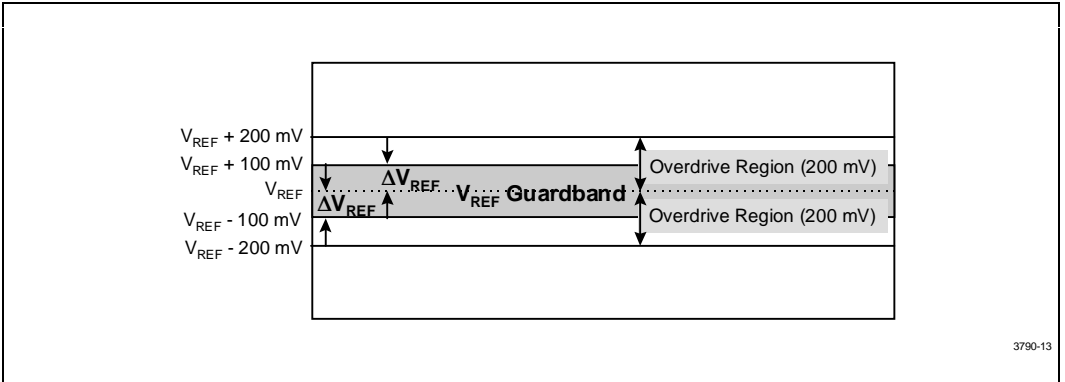 V_REF + 200 mV
V_REF + 100 mV
Overdrive Region (200 mV)
ΔV_REF
V_REF
V_REF Guardband
ΔV_REF
V_REF - 100 mV
Overdrive Region (200 mV)
V_REF - 200 mV
3790-13